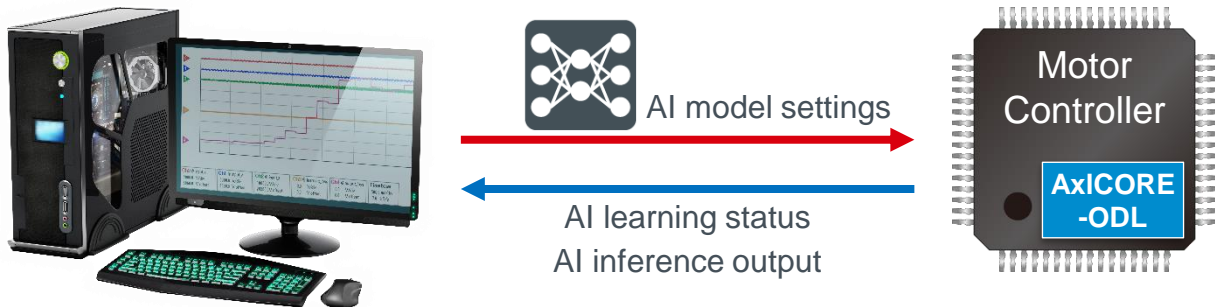 AI model settings
AI learning status
AI inference output
Motor
Controller
AxICORE
-ODL